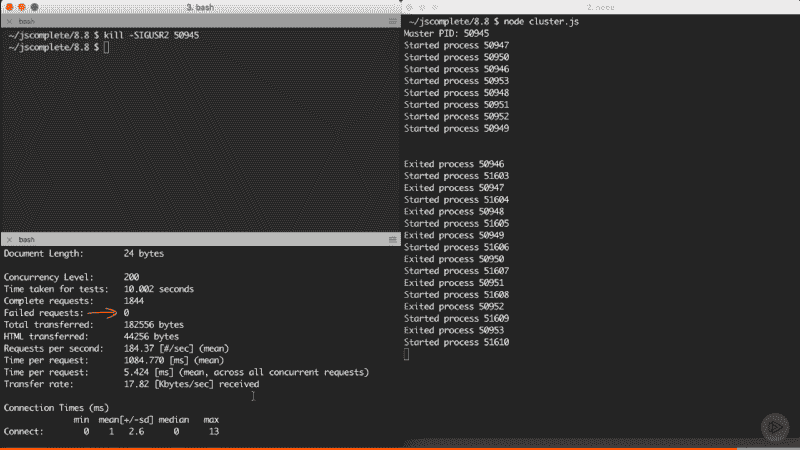 3. bash
bash
~/jscomplete/8.8 $ kill -SIGUSR2 50945
~/jscomplete/8.8 $
bash
Document Length: 24 bytes
Concurrency Level: 200
Time taken for tests: 10.002 seconds
Complete requests: 1844
Failed requests: 0
Total transferred: 182556 bytes
HTML transferred: 44256 bytes
Requests per second: 184.37 [#/sec] (mean)
Time per request: 1084.770 [ms] (mean)
Time per request: 5.424 [ms] (mean, across all concurrent requests)
Transfer rate: 17.82 [Kbytes/sec] received
Connection Times (ms)
min mean[+/-sd] median max
Connect: 0 1 2.6 0 13
2. node
~/jscomplete/8.8 $ node cluster.js
Master PID: 50945
Started process 50947
Started process 50950
Started process 50946
Started process 50953
Started process 50948
Started process 50951
Started process 50952
Started process 50949
Exited process 50946
Started process 51603
Exited process 50947
Started process 51604
Exited process 50948
Started process 51605
Exited process 50949
Started process 51606
Exited process 50950
Started process 51607
Exited process 50951
Started process 51608
Exited process 50952
Started process 51609
Exited process 50953
Started process 51610